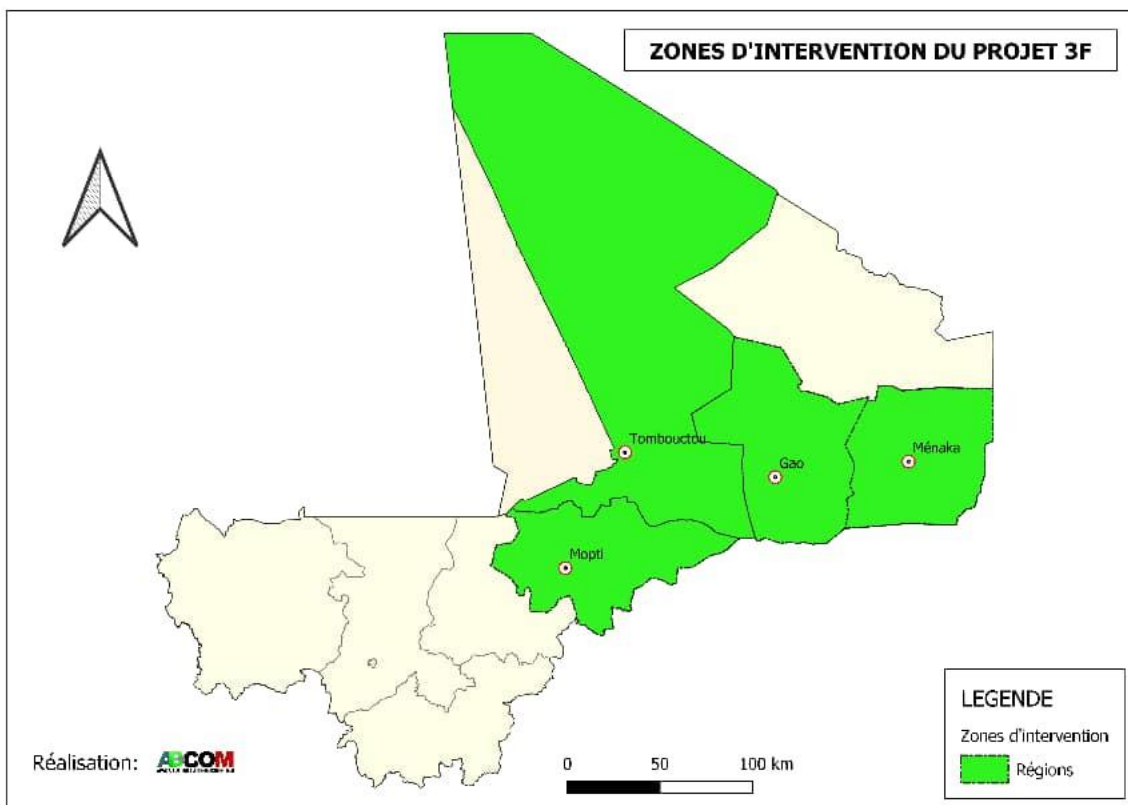 ZONES D'INTERVENTION DU PROJET 3F
Tombouctou
Gao
Ménaka
Mopti
LEGENDE
Zones d'intervention
Régions
Réalisation: ABCOM
0 50 100 km